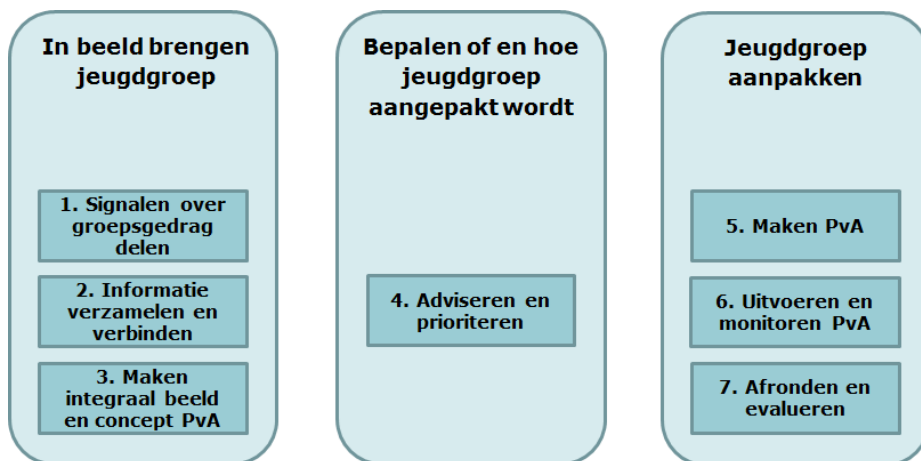 In beeld brengen
jeugdgroep
1. Signalen over
groepsgedrag
delen
2. Informatie
verzamelen en
verbinden
3. Maken
integraal beeld
en concept PvA
Bepalen of en hoe
jeugdgroep
aangepakt wordt
4. Adviseren en
prioriteren
Jeugdgroep
aanpakken
5. Maken PvA
6. Uitvoeren en
monitoren PvA
7. Afronden en
evalueren